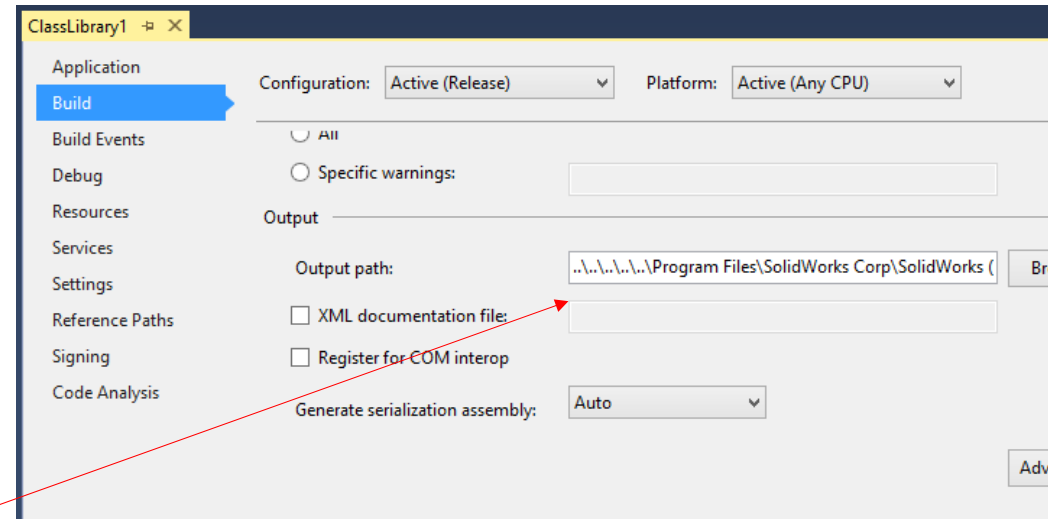 ClassLibrary1
Application
Build
Build Events
Debug
Resources
Services
Settings
Reference Paths
Signing
Code Analysis
Configuration: Active (Release) Platform: Active (Any CPU)
All
Specific warnings:
Output
Output path: ..\..\..\..\..\Program Files\SolidWorks Corp\SolidWorks ( Br
XML documentation file:
Register for COM interop
Generate serialization assembly: Auto
Adv